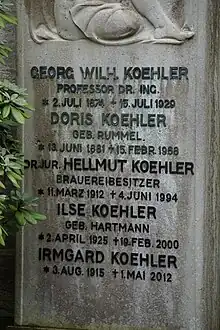 GEORG WILH. KOEHLER
PROFESSOR DR. ING.
* 2. JULI 1874 + 15. JULI 1929
DORIS KOEHLER
GEB. RUMMEL
* 13. JUNI 1881 + 15. FEBR. 1968
DR. JUR. HELLMUT KOEHLER
BRAUEREIBESITZER
* 11. MÄRZ 1912 + 4. JUNI 1994
ILSE KOEHLER
GEB. HARTMANN
* 2. APRIL 1925 + 19. FEB. 2000
IRMGARD KOEHLER
* 3. AUG. 1915 + 1. MAI 2012